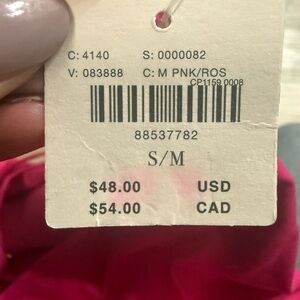 C: 4140 S: 0000082
V: 083888 C: M PNK/ROS
CP1159 0008
88537782
S/M
$48.00 USD
$54.00 CAD